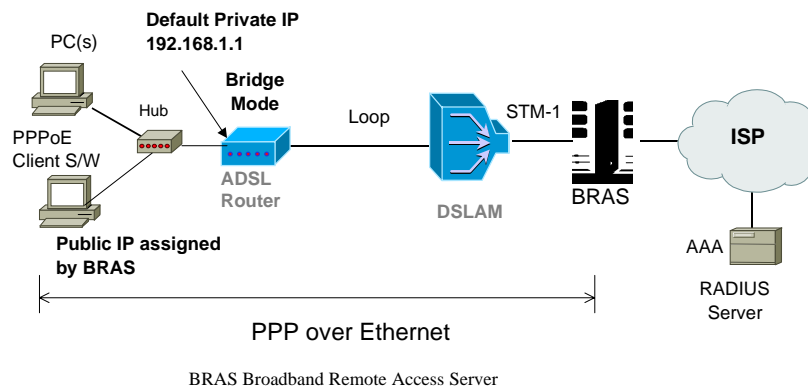 Default Private IP
192.168.1.1
PC(s)
Bridge
Mode
Hub
Loop
STM-1
ISP
PPPoE
Client S/W
ADSL
Router
DSLAM
BRAS
Public IP assigned
by BRAS
AAA
RADIUS
Server
PPP over Ethernet
BRAS Broadband Remote Access Server